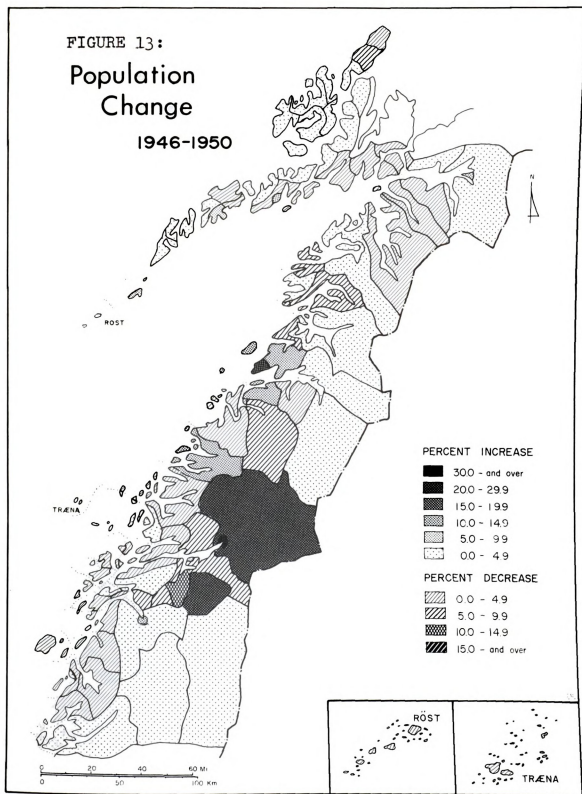 FIGURE 13:
Population
Change
1946-1950
N
RÖST
TRÆNA
PERCENT INCREASE
30.0 - and over
20.0 - 29.9
15.0 - 19.9
10.0 - 14.9
5.0 - 9.9
0.0 - 4.9
PERCENT DECREASE
0.0 - 4.9
5.0 - 9.9
10.0 - 14.9
15.0 - and over
0 20 40 60 Mi
0 50 100 Km
RÖST
TRÆNA